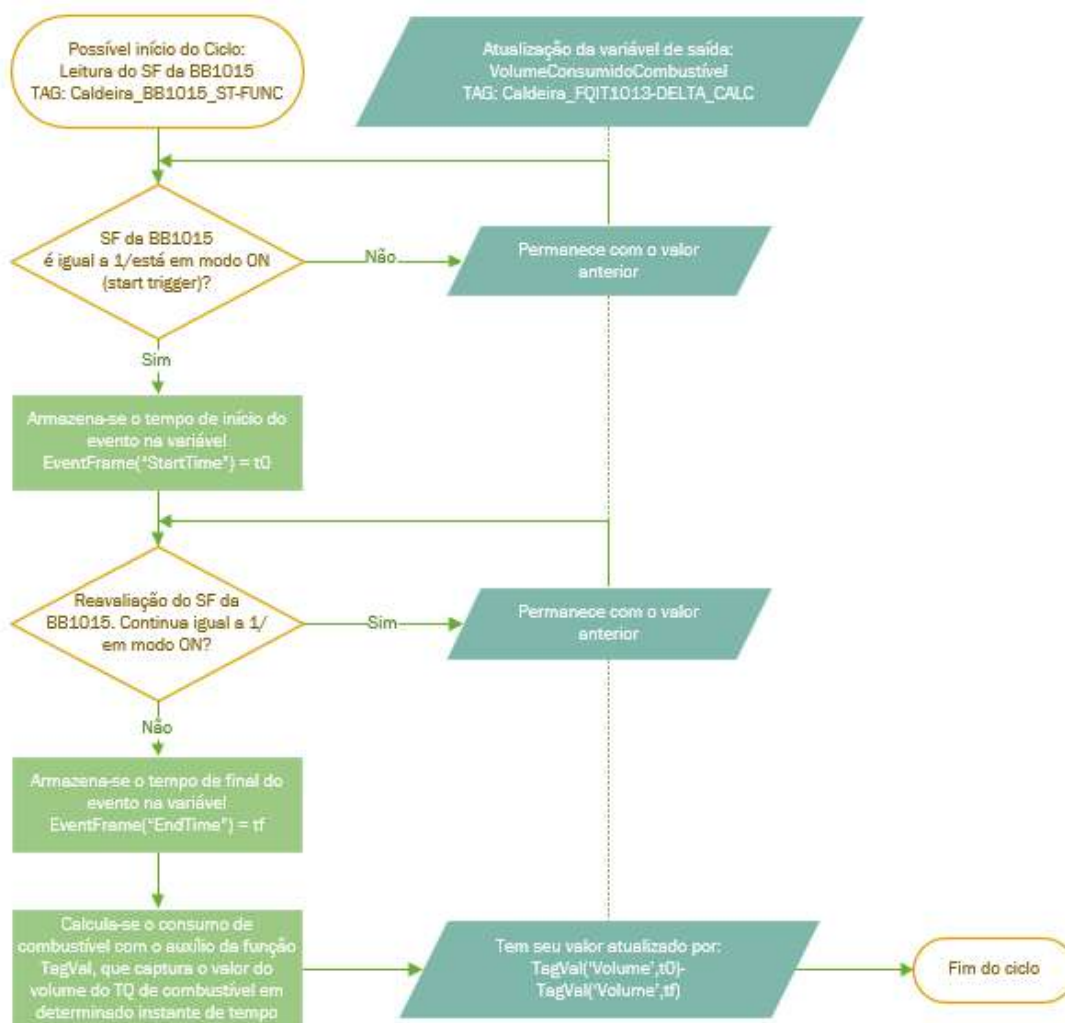 Possível início do Ciclo:
Leitura do SF da BB1015
TAG: Caldeira_BB1015_ST-FUNC
Atualização da variável de saída:
VolumeConsumidoCombustível
TAG: Caldeira_FQIT1013-DELTA_CALC
SF da BB1015
é igual a 1/está em modo ON
(start trigger)?
Não
Permanece com o valor
anterior
Sim
Armazena-se o tempo de início do
evento na variável
EventFrame("StartTime") = t0
Reavaliação do SF da
BB1015. Continua igual a 1/
em modo ON?
Sim
Permanece com o valor
anterior
Não
Armazena-se o tempo de final do
evento na variável
EventFrame("EndTime") = tf
Calcula-se o consumo de
combustível com o auxílio da função
TagVal, que captura o valor do
volume do TQ de combustível em
determinado instante de tempo
Tem seu valor atualizado por:
TagVal('Volume',t0)-
TagVal('Volume',tf)
Fim do ciclo